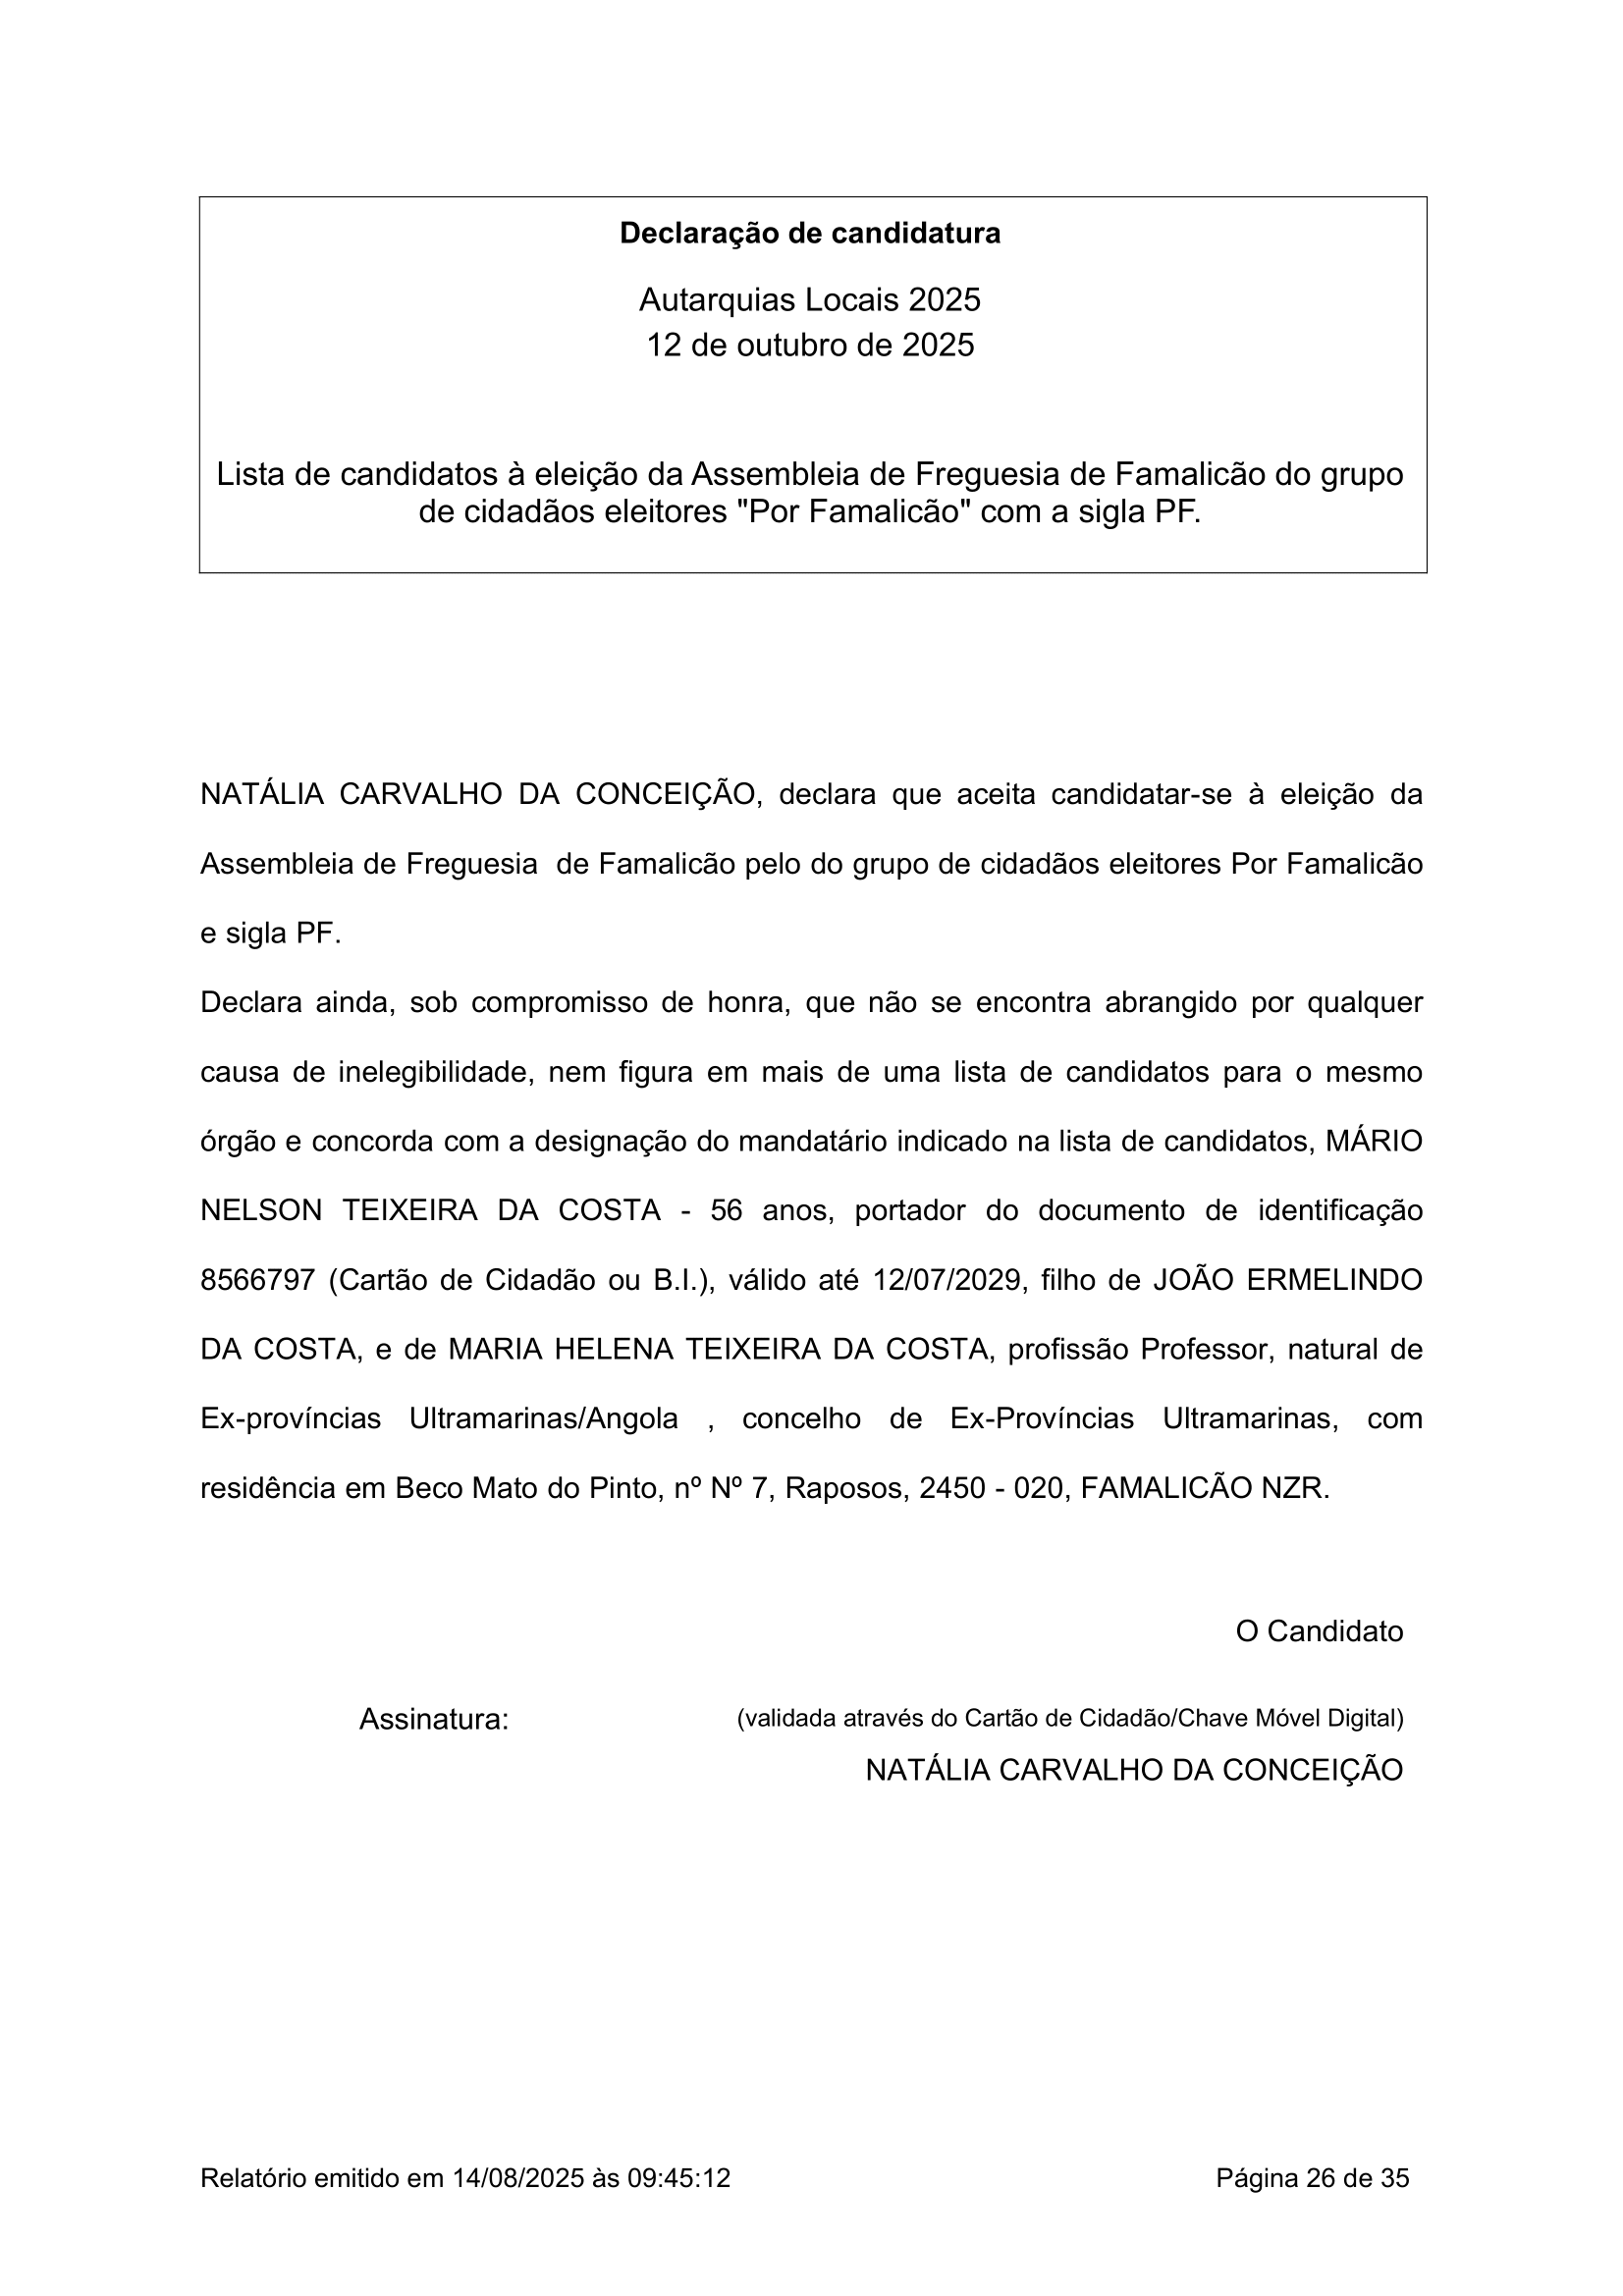 Declaração de candidatura
Autarquias Locais 2025
12 de outubro de 2025
Lista de candidatos à eleição da Assembleia de Freguesia de Famalicão do grupo
de cidadãos eleitores "Por Famalicão" com a sigla PF.
NATÁLIA CARVALHO DA CONCEIÇÃO, declara que aceita candidatar-se à eleição da
Assembleia de Freguesia de Famalicão pelo do grupo de cidadãos eleitores Por Famalicão
e sigla PF.
Declara ainda, sob compromisso de honra, que não se encontra abrangido por qualquer
causa de inelegibilidade, nem figura em mais de uma lista de candidatos para o mesmo
órgão e concorda com a designação do mandatário indicado na lista de candidatos, MÁRIO
NELSON TEIXEIRA DA COSTA - 56 anos, portador do documento de identificação
8566797 (Cartão de Cidadão ou B.I.), válido até 12/07/2029, filho de JOÃO ERMELINDO
DA COSTA, e de MARIA HELENA TEIXEIRA DA COSTA, profissão Professor, natural de
Ex-províncias Ultramarinas/Angola , concelho de Ex-Províncias Ultramarinas, com
residência em Beco Mato do Pinto, nº Nº 7, Raposos, 2450 - 020, FAMALICÃO NZR.
O Candidato
Assinatura: (validada através do Cartão de Cidadão/Chave Móvel Digital)
NATÁLIA CARVALHO DA CONCEIÇÃO
Relatório emitido em 14/08/2025 às 09:45:12 Página 26 de 35